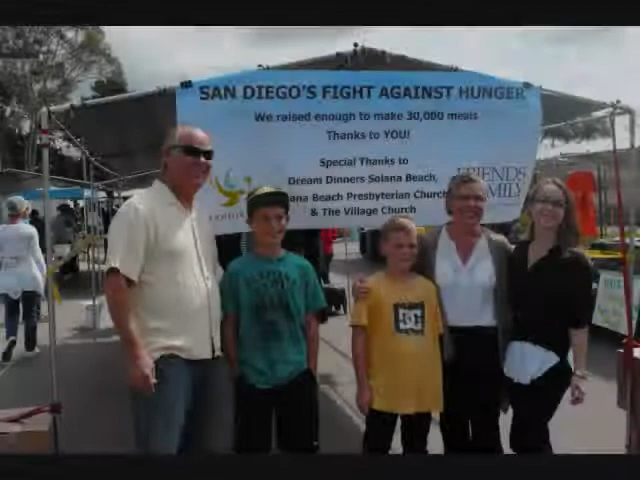 SAN DIEGO'S FIGHT AGAINST HUNGER
We raised enough to make 30,000 meals
Thanks to YOU!
Special Thanks to
Dream Dinners Solana Beach,
ana Beach Presbyterian Church
& The Village Church
FRIENDS
FAMILY
DC